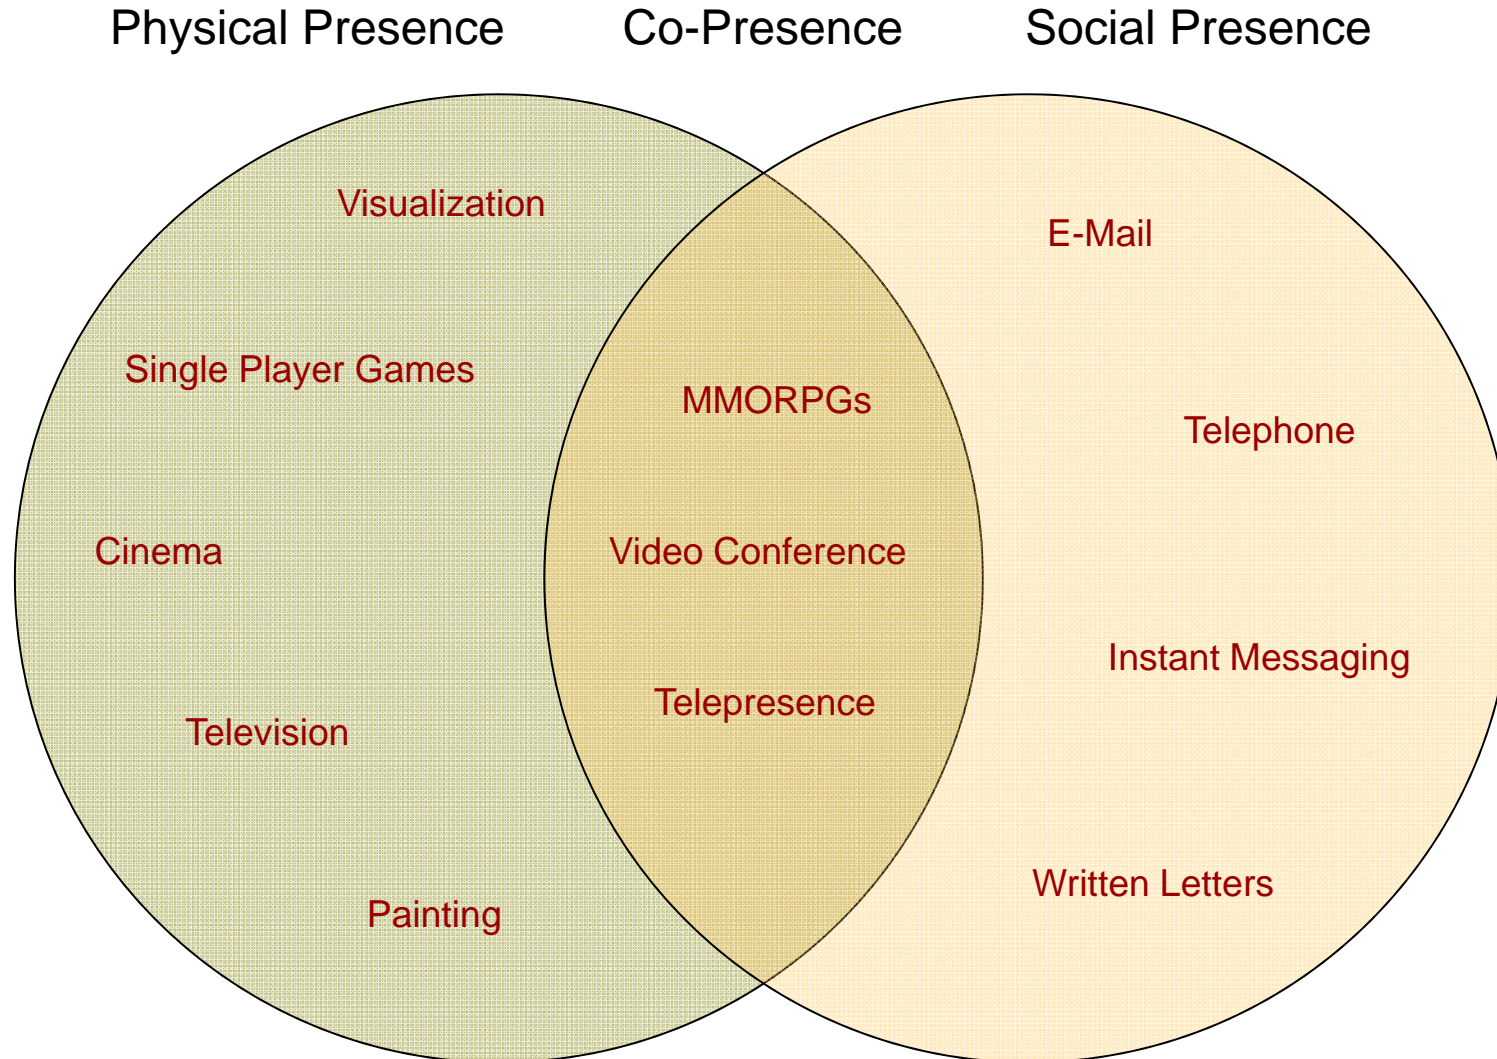 Physical Presence
Co-Presence
Social Presence
Visualization
Single Player Games
Cinema
Television
Painting
MMORPGs
Video Conference
Telepresence
E-Mail
Telephone
Instant Messaging
Written Letters